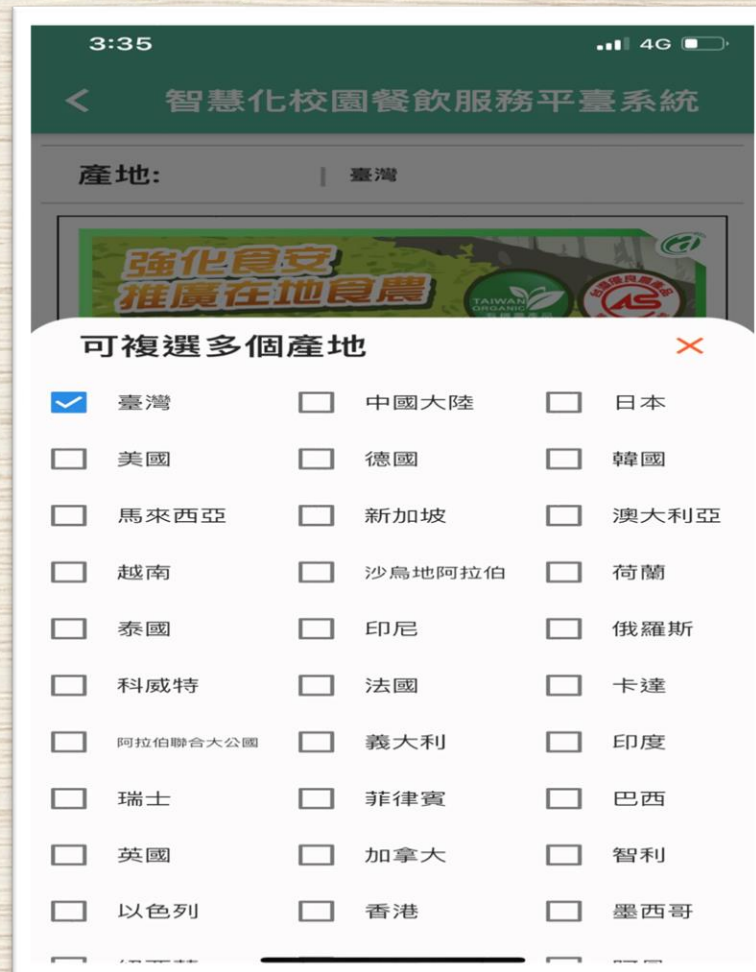 3:35 4G
< 智慧化校園餐飲服務平臺系統
產地: | 臺灣
強化食安
推廣在地食農
TAIWAN
ORGANIC
可複選多個產地
臺灣 中國大陸 日本
美國 德國 韓國
馬來西亞 新加坡 澳大利亞
越南 沙烏地阿拉伯 荷蘭
泰國 印尼 俄羅斯
科威特 法國 卡達
阿拉伯聯合大公國 義大利 印度
瑞士 菲律賓 巴西
英國 加拿大 智利
以色列 香港 墨西哥